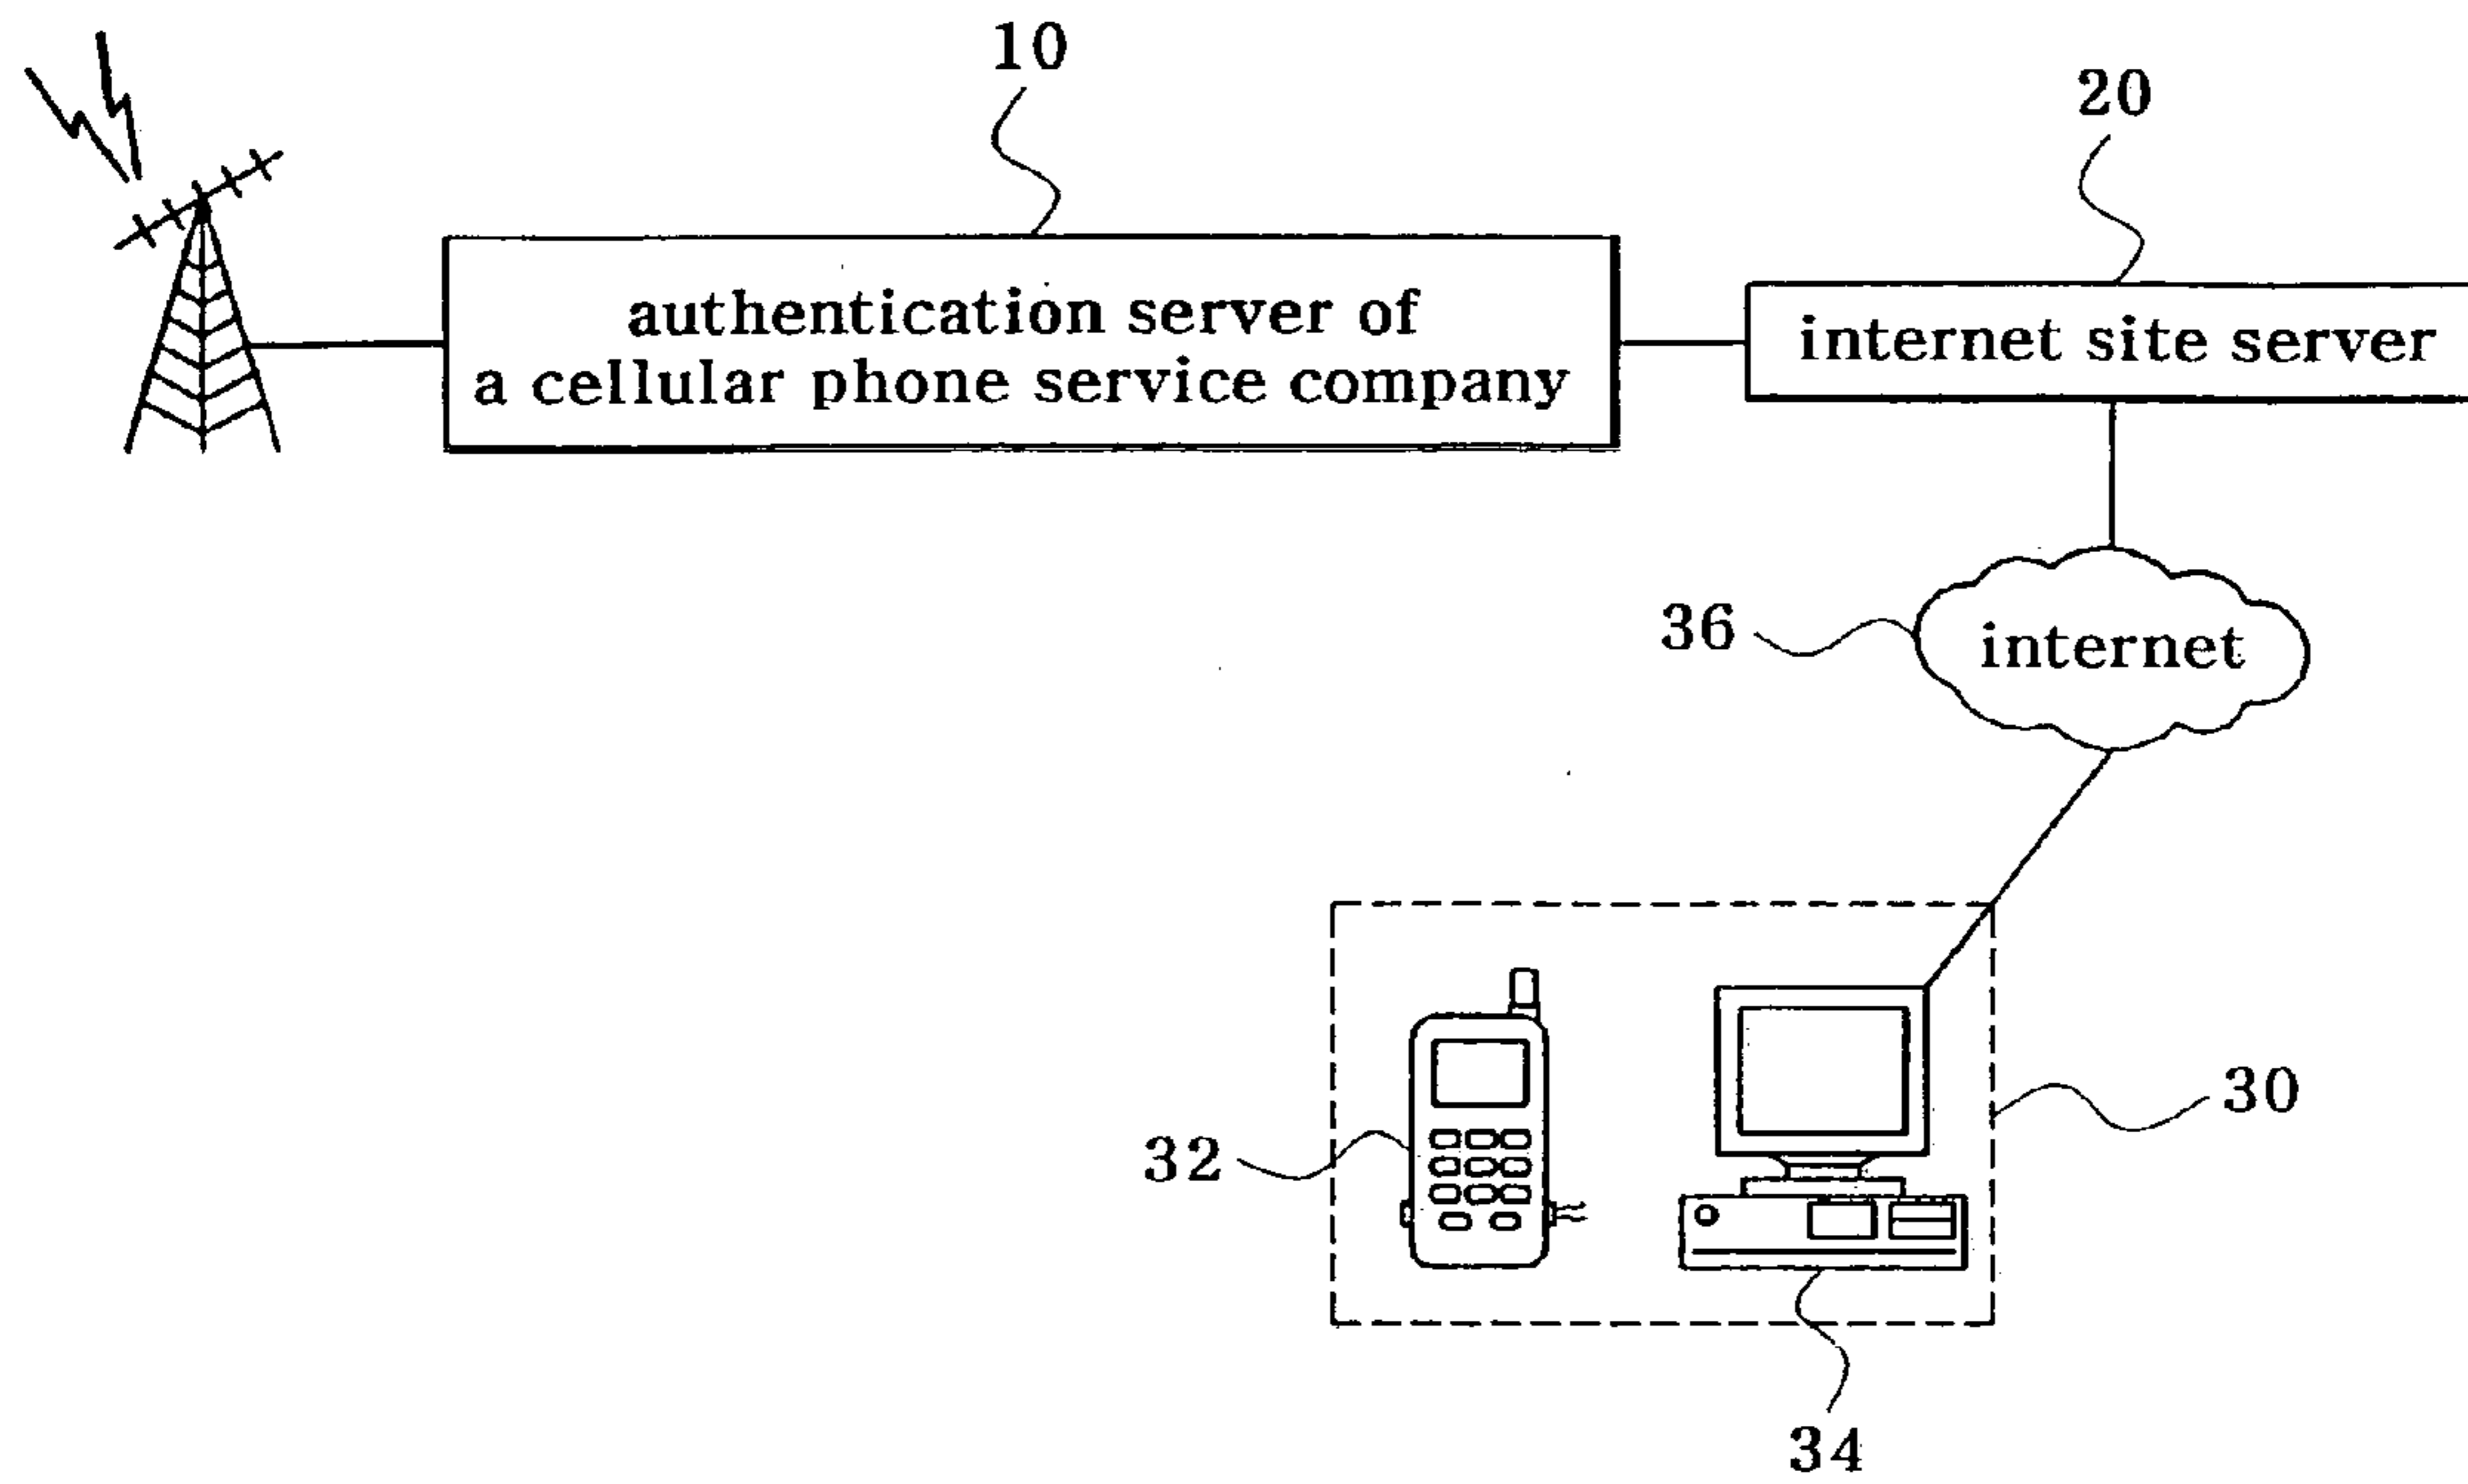 10
20
authentication server of
a cellular phone service company
internet site server
36
internet
30
32
34